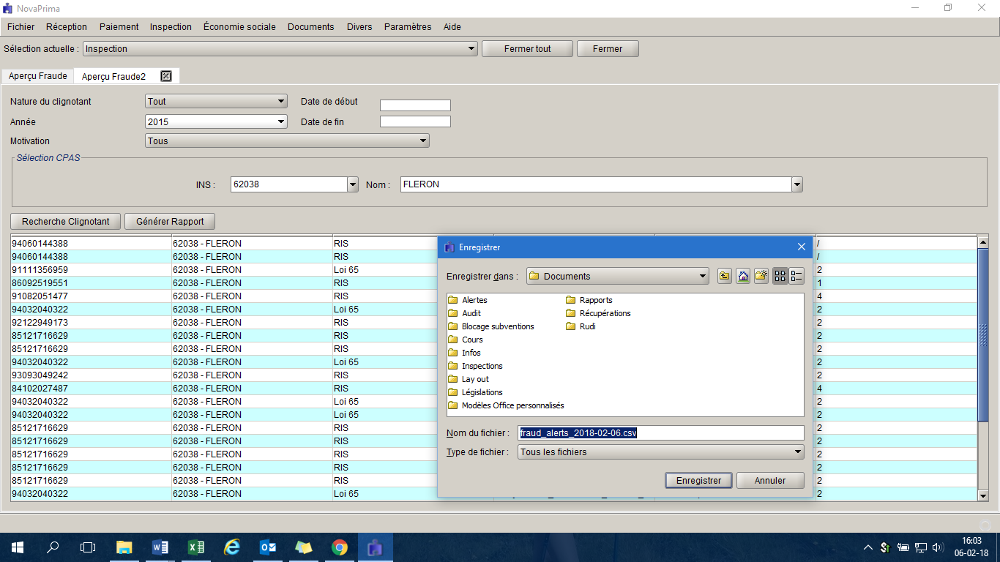 NovaPrima
Fichier Réception Paiement Inspection Économie sociale Documents Divers Paramètres Aide
Sélection actuelle : Inspection Fermer tout Fermer
Aperçu Fraude Aperçu Fraude2
Nature du clignotant Tout Date de début
Année 2015 Date de fin
Motivation Tous
Sélection CPAS
INS : 62038 Nom : FLERON
Recherche Clignotant Générer Rapport
94060144388 62038 - FLERON RIS /
94060144388 62038 - FLERON RIS /
91111356959 62038 - FLERON Loi 65 2
86092519551 62038 - FLERON RIS 1
91082051477 62038 - FLERON RIS 4
94032040322 62038 - FLERON Loi 65 2
92122949173 62038 - FLERON RIS 2
85121716629 62038 - FLERON RIS 2
85121716629 62038 - FLERON RIS 2
94032040322 62038 - FLERON Loi 65 2
93093049242 62038 - FLERON RIS 2
84102027487 62038 - FLERON RIS 4
94032040322 62038 - FLERON Loi 65 2
94032040322 62038 - FLERON Loi 65 2
85121716629 62038 - FLERON RIS 2
85121716629 62038 - FLERON RIS 2
85121716629 62038 - FLERON RIS 2
85121716629 62038 - FLERON RIS 2
85121716629 62038 - FLERON RIS 2
94032040322 62038 - FLERON Loi 65 2
Enregistrer
Enregistrer dans : Documents
Alertes
Audit
Blocage subventions
Cours
Infos
Inspections
Lay out
Législations
Modèles Office personnalisés
Rapports
Récupérations
Rudi
Nom du fichier : fraud_alerts_2018-02-06.csv
Type de fichier : Tous les fichiers
Enregistrer Annuler
16:03
06-02-18